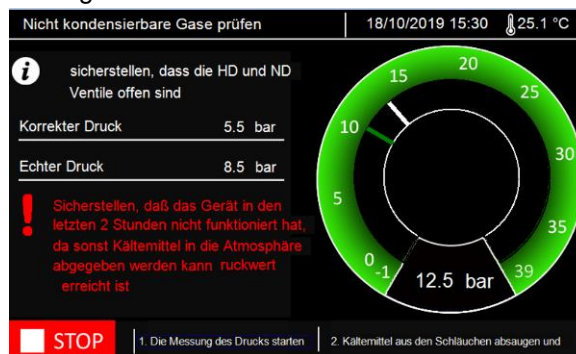 Nicht kondensierbare Gase prüfen
18/10/2019 15:30
25.1 °C
i
sicherstellen, dass die HD und ND
Ventile offen sind
Korrekter Druck 5.5 bar
Echter Druck 8.5 bar
!
Sicherstellen, daß das Gerät in den
letzten 2 Stunden nicht funktioniert hat,
da sonst Kältemittel in die Atmosphäre
abgegeben werden kann ruckwert
erreicht ist
-1
0
5
10
15
20
25
30
35
39
12.5 bar
STOP
1. Die Messung des Drucks starten
2. Kältemittel aus den Schläuchen absaugen und